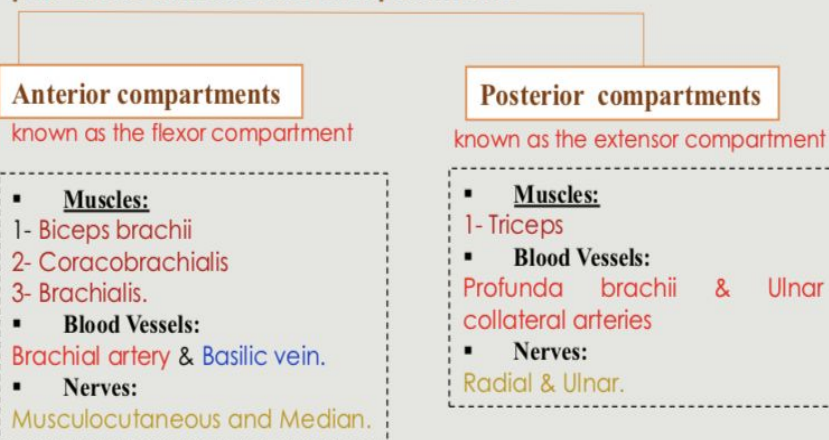 Anterior compartments
known as the flexor compartment
▪ Muscles:
1- Biceps brachii
2- Coracobrachialis
3- Brachialis.
▪ Blood Vessels:
Brachial artery & Basilic vein.
▪ Nerves:
Musculocutaneous and Median.
Posterior compartments
known as the extensor compartment
▪ Muscles:
1- Triceps
▪ Blood Vessels:
Profunda brachii & Ulnar
collateral arteries
▪ Nerves:
Radial & Ulnar.